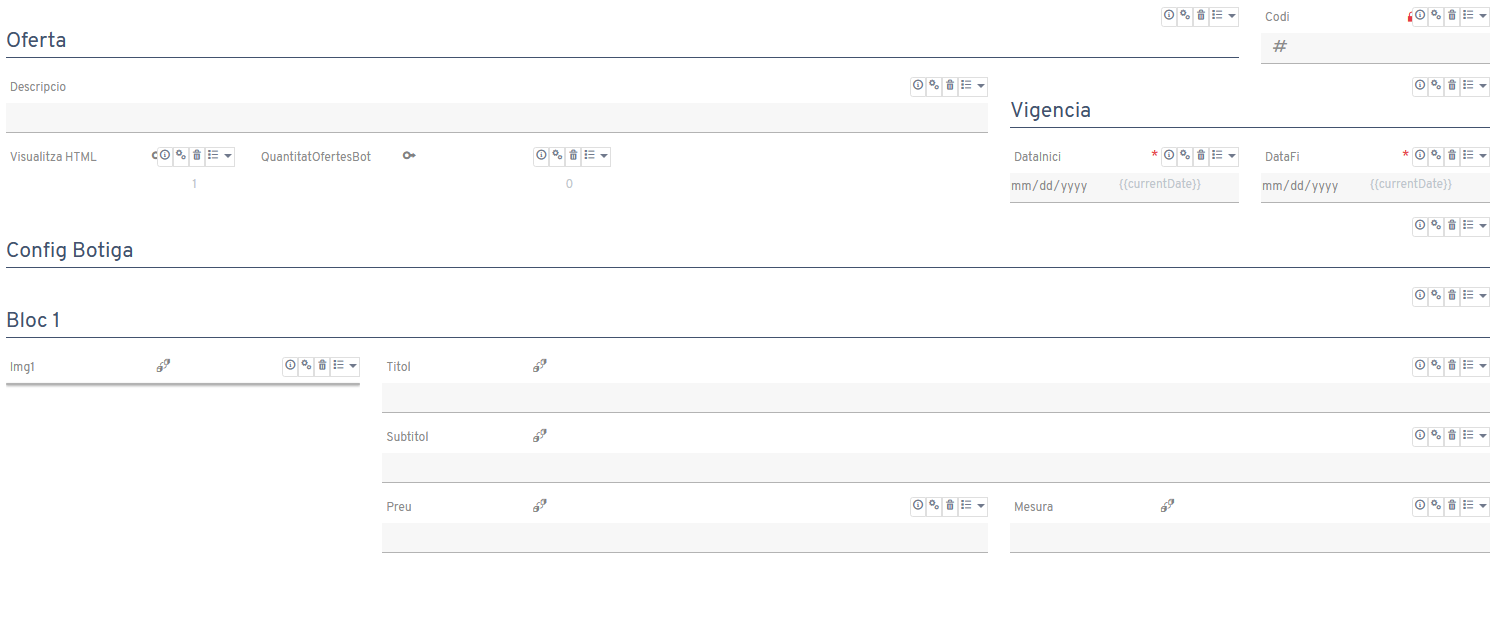 Oferta
Codi
#
Descripcio
Vigencia
Visualitza HTML
QuantitatOfertesBot
1
0
DataInici *
DataFi *
mm/dd/yyyy {{currentDate}}
mm/dd/yyyy {{currentDate}}
Config Botiga
Bloc 1
Img1
Titol
Subtitol
Preu
Mesura